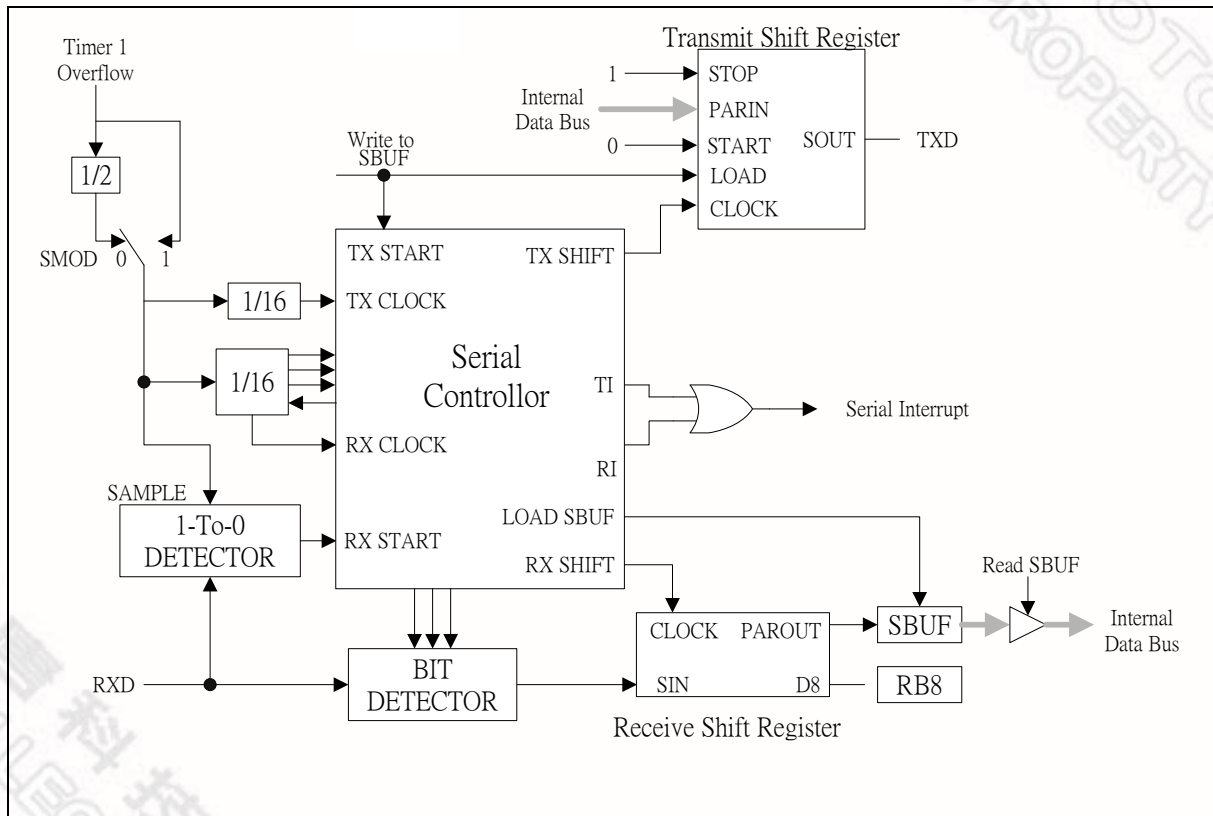 Timer 1
Overflow
1/2
SMOD 0 1
1/16
1/16
SAMPLE
1-To-0
DETECTOR
RXD
Write to
SBUF
TX START
TX SHIFT
TX CLOCK
Serial
Controllor
TI
RX CLOCK
RI
LOAD SBUF
RX START
RX SHIFT
BIT
DETECTOR
Transmit Shift Register
1
STOP
Internal
Data Bus
PARIN
0
START
SOUT
TXD
LOAD
CLOCK
Serial Interrupt
CLOCK
PAROUT
SIN
D8
Receive Shift Register
SBUF
RB8
Read SBUF
Internal
Data Bus
PROPERTY